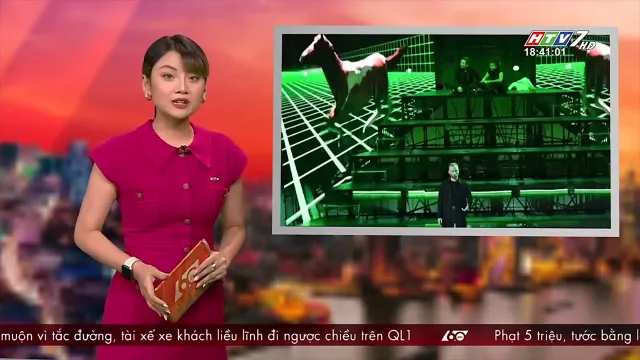 HTV7 HD
18:41:01
muộn vì tắc đường, tài xế xe khách liều lĩnh đi ngược chiều trên QL1 60 Phạt 5 triệu, tước bằng l